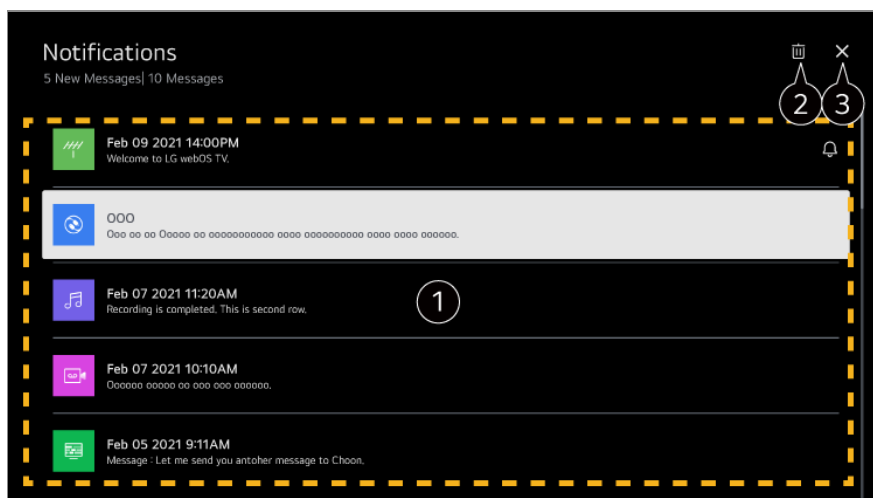 Notifications
5 New Messages| 10 Messages
2 3
Feb 09 2021 14:00PM
Welcome to LG webOS TV.
OOO
Ooo oo oo Ooooo oo ooooooooooo oooo oooooooooo oooo oooo oooooo.
Feb 07 2021 11:20AM
Recording is completed. This is second row.
1
Feb 07 2021 10:10AM
Oooooo ooooo oo ooo ooo oooooo.
Feb 05 2021 9:11AM
Message : Let me send you antoher message to Choon.